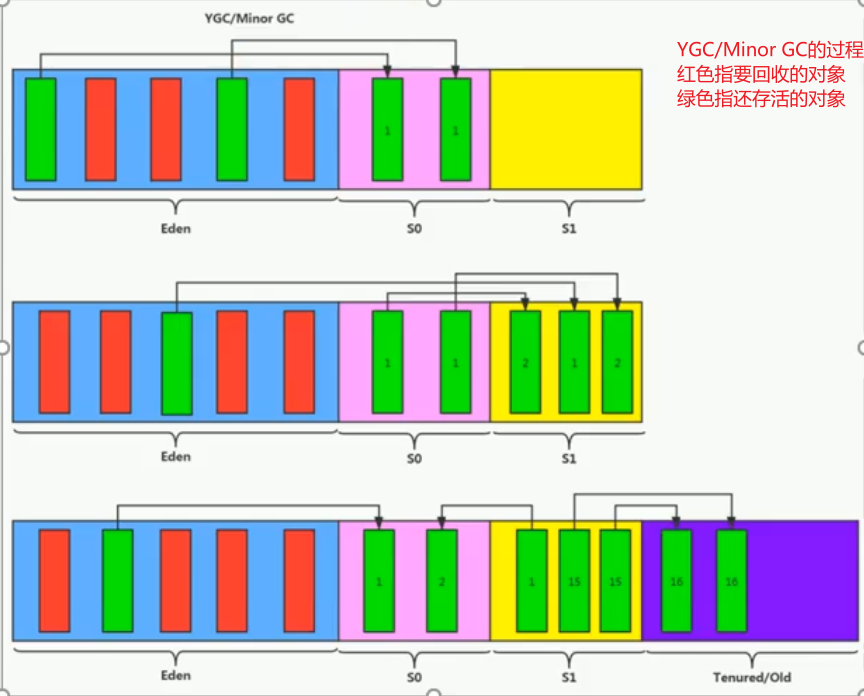 YGC/Minor GC
YGC/Minor GC的过程
红色指要回收的对象
绿色指还存活的对象
1 1
Eden S0 S1
1 1 2 1 2
Eden S0 S1
1 2 1 15 15 16 16
Eden S0 S1 Tenured/Old